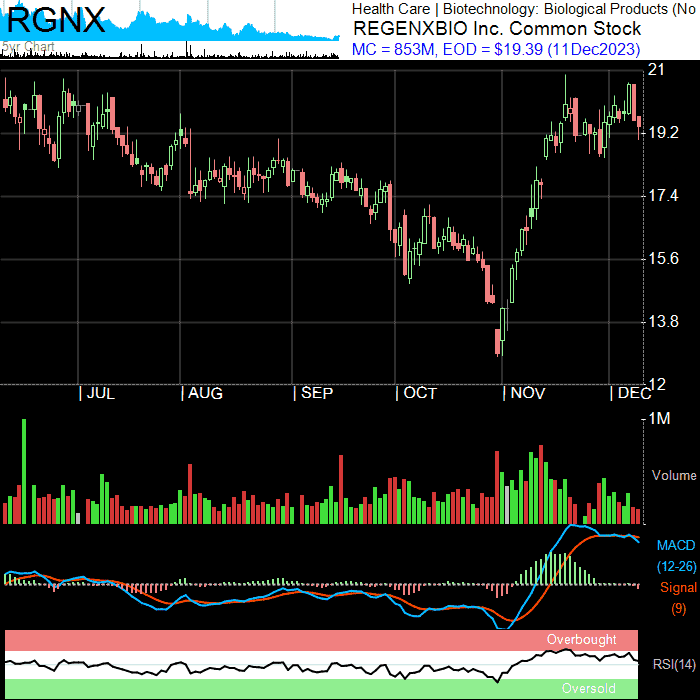 RGNX
Health Care | Biotechnology: Biological Products (No
REGENXBIO Inc. Common Stock
MC = 853M, EOD = $19.39 (11Dec2023)
5yr Chart
21
19.2
17.4
15.6
13.8
12
JUL
AUG
SEP
OCT
NOV
DEC
1M
Volume
MACD
(12-26)
Signal
(9)
Overbought
RSI(14)
Oversold